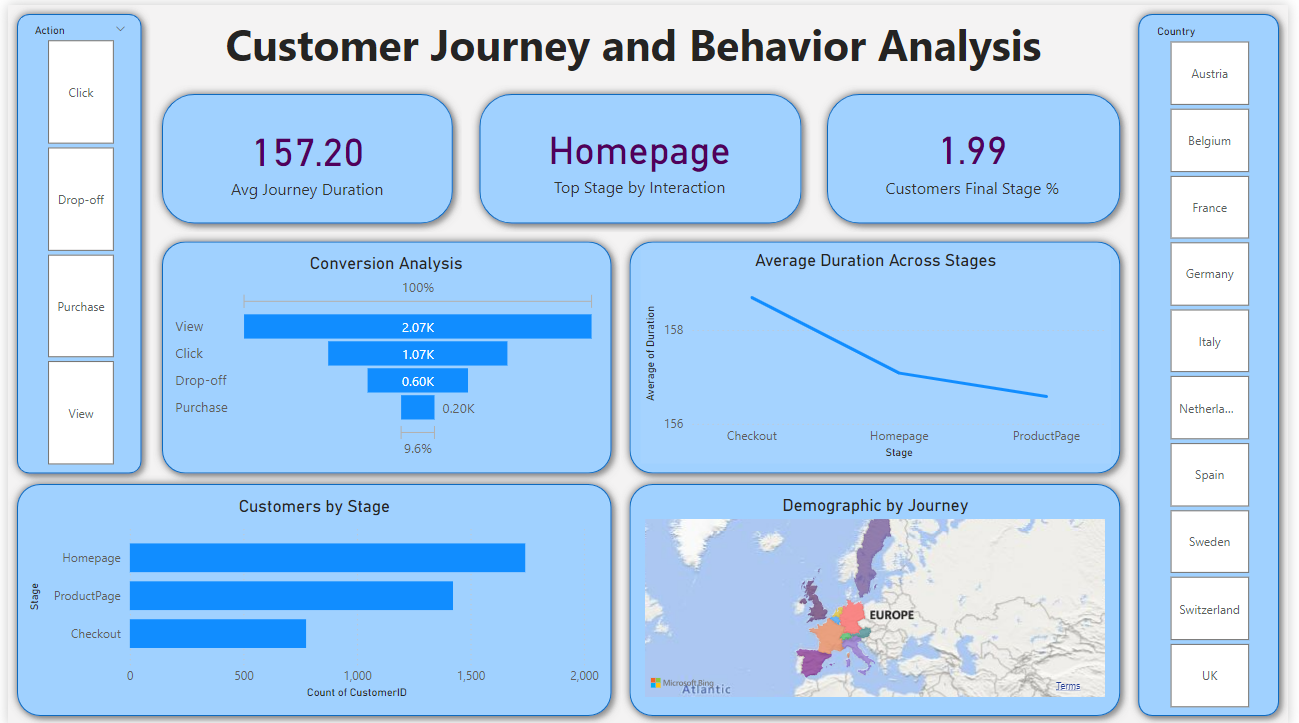 Action
Click
Drop-off
Purchase
View
Customer Journey and Behavior Analysis
157.20
Avg Journey Duration
Homepage
Top Stage by Interaction
1.99
Customers Final Stage %
Conversion Analysis
100%
View
2.07K
Click
1.07K
Drop-off
0.60K
Purchase
0.20K
9.6%
Average Duration Across Stages
Average of Duration
158
156
Checkout
Homepage
ProductPage
Stage
Customers by Stage
Stage
Homepage
ProductPage
Checkout
0
500
1,000
1,500
2,000
Count of CustomerID
Demographic by Journey
EUROPE
Microsoft Bing
Atlantic
Terms
Country
Austria
Belgium
France
Germany
Italy
Netherla...
Spain
Sweden
Switzerland
UK